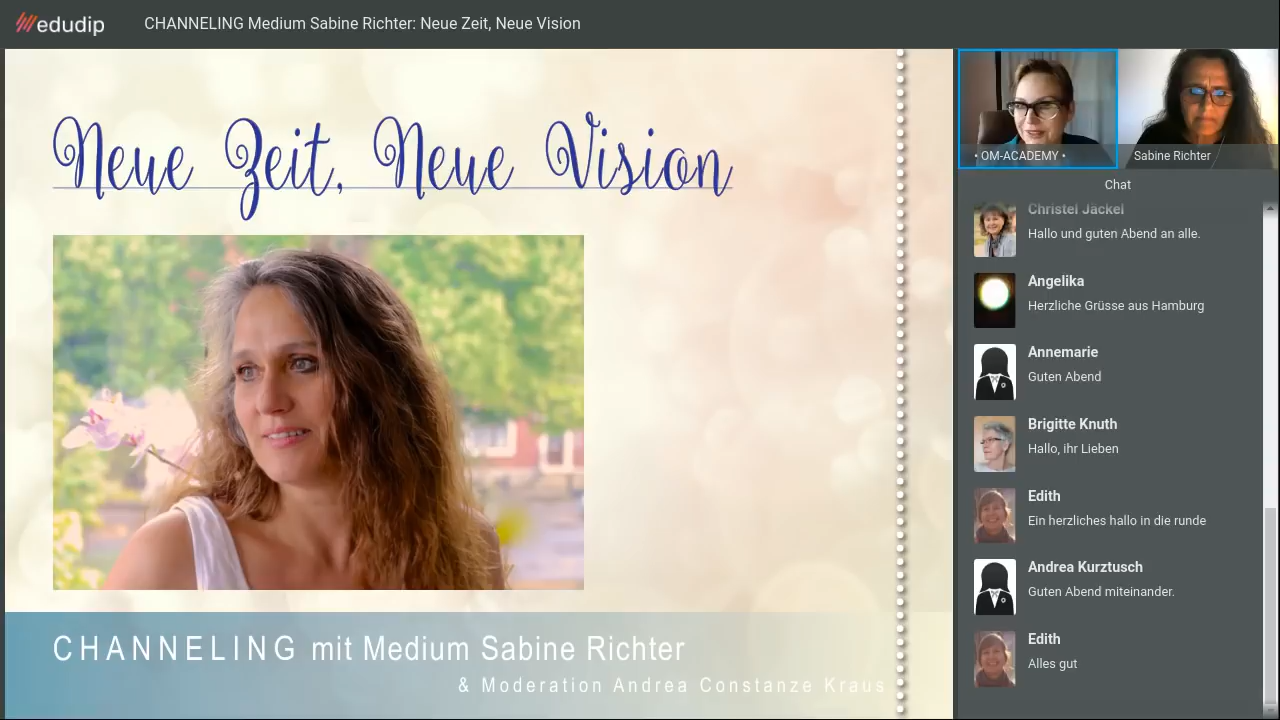 edudip
CHANNELING Medium Sabine Richter: Neue Zeit, Neue Vision
Neue Zeit, Neue Vision
CHANNELING mit Medium Sabine Richter
& Moderation Andrea Constanze Kraus
• OM-ACADEMY •
Sabine Richter
Chat
Christel Jäckel
Hallo und guten Abend an alle.
Angelika
Herzliche Grüsse aus Hamburg
Annemarie
Guten Abend
Brigitte Knuth
Hallo, ihr Lieben
Edith
Ein herzliches hallo in die runde
Andrea Kurztusch
Guten Abend miteinander.
Edith
Alles gut